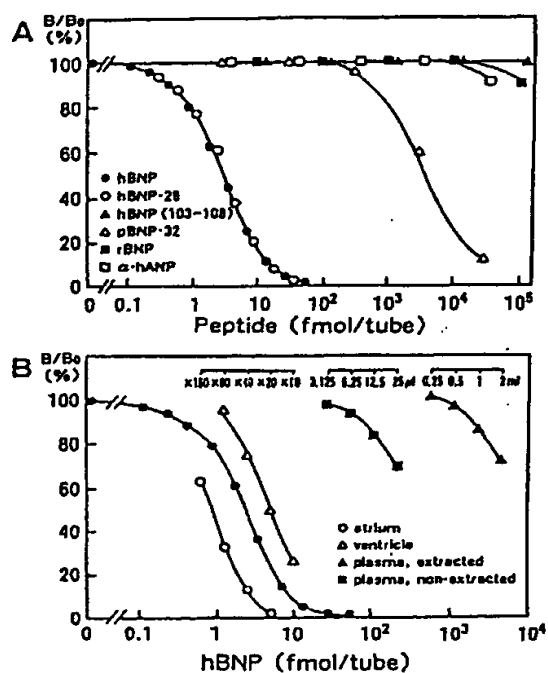 A
B/B0
(%)
100
80
60
40
20
0
hBNP
hBNP-28
hBNP (103-108)
pBNP-32
rBNP
α-hANP
0 0.1 1 10 10² 10³ 10⁴ 10⁵
Peptide (fmol/tube)
B
B/B0
(%)
×80 ×20 3.125 6.25 12.5 25 μl 0.25 0.5 1 2 ml
100
80
60
40
20
0
atrium
ventricle
plasma, extracted
plasma, non-extracted
0 0.1 1 10 10² 10³ 10⁴
hBNP (fmol/tube)